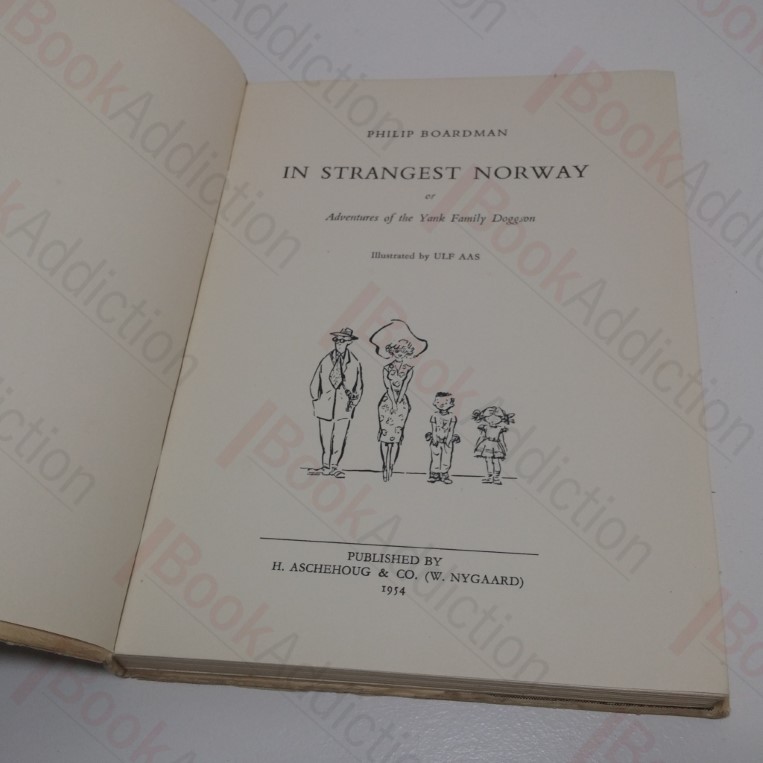 PHILIP BOARDMAN
IN STRANGEST NORWAY
or
Adventures of the Yank Family Doggson
Illustrated by ULF AAS
PUBLISHED BY
H. ASCHEHOUG & CO. (W. NYGAARD)
1954
BookAddiction